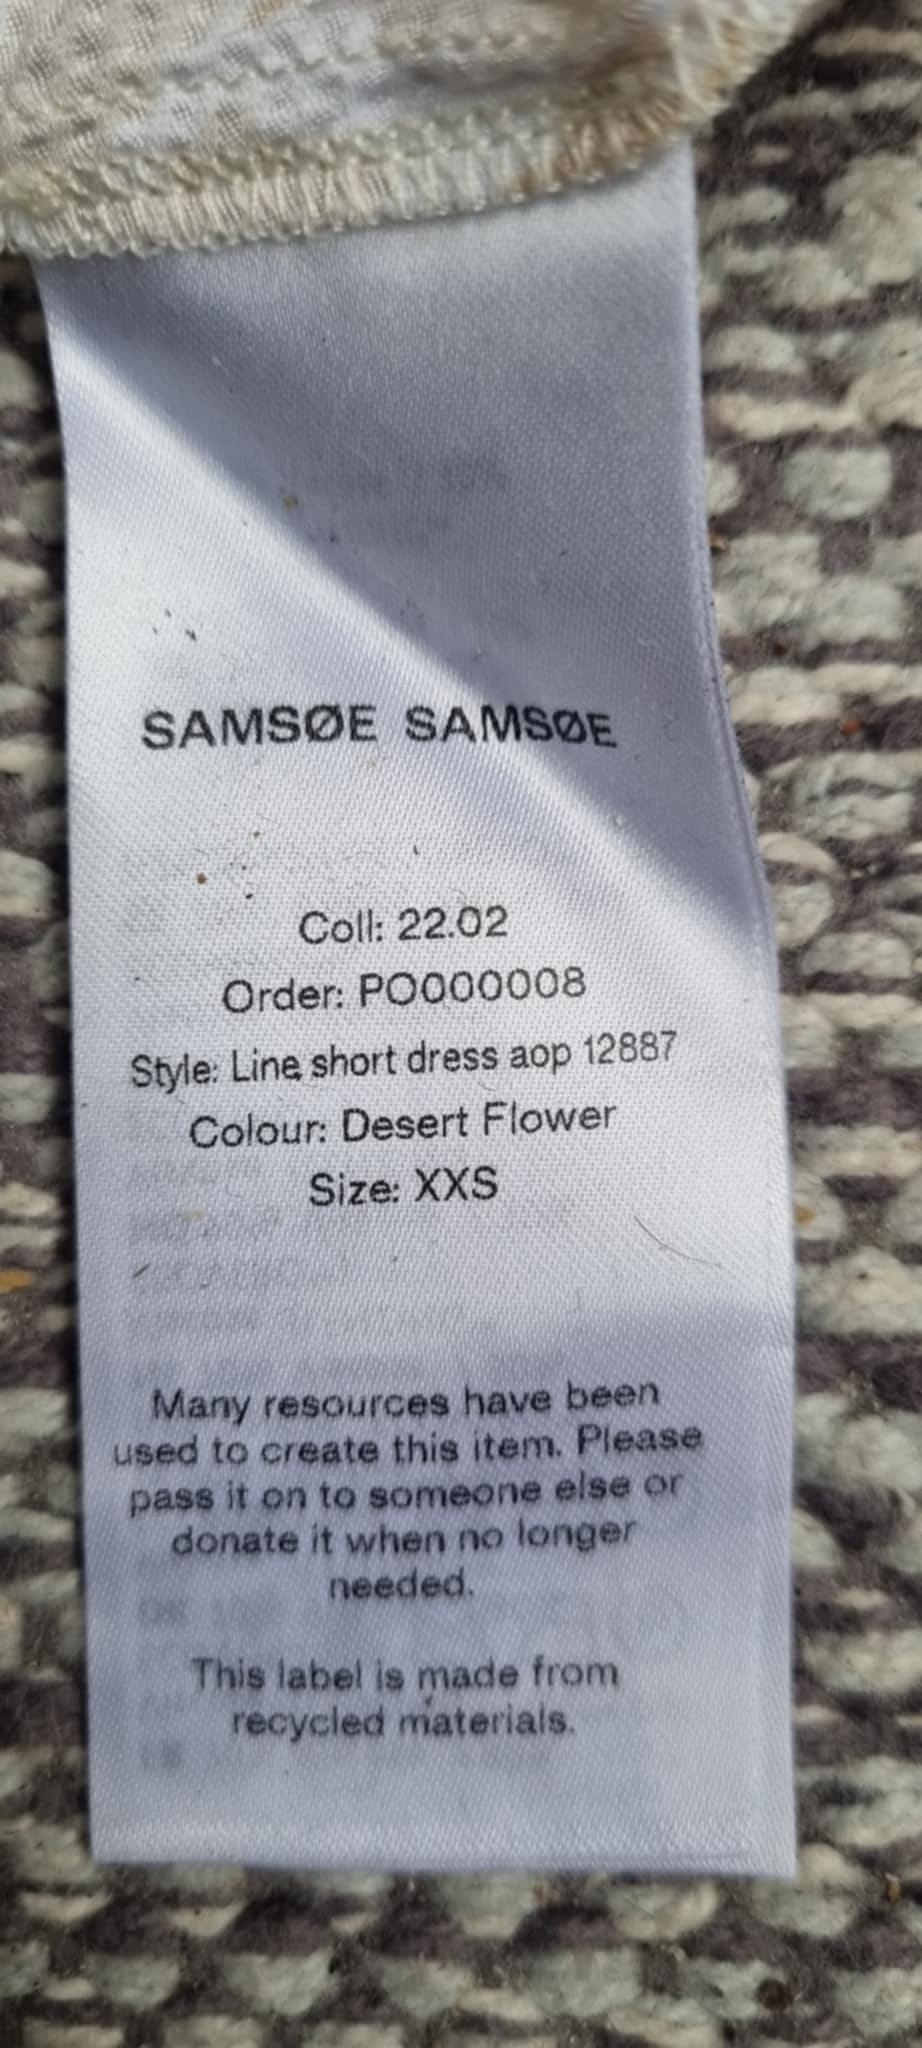 SAMSØE SAMSØE
Coll: 22.02
Order: PO000008
Style: Line short dress aop 12887
Colour: Desert Flower
Size: XXS
Many resources have been
used to create this item. Please
pass it on to someone else or
donate it when no longer
needed.
This label is made from
recycled materials.